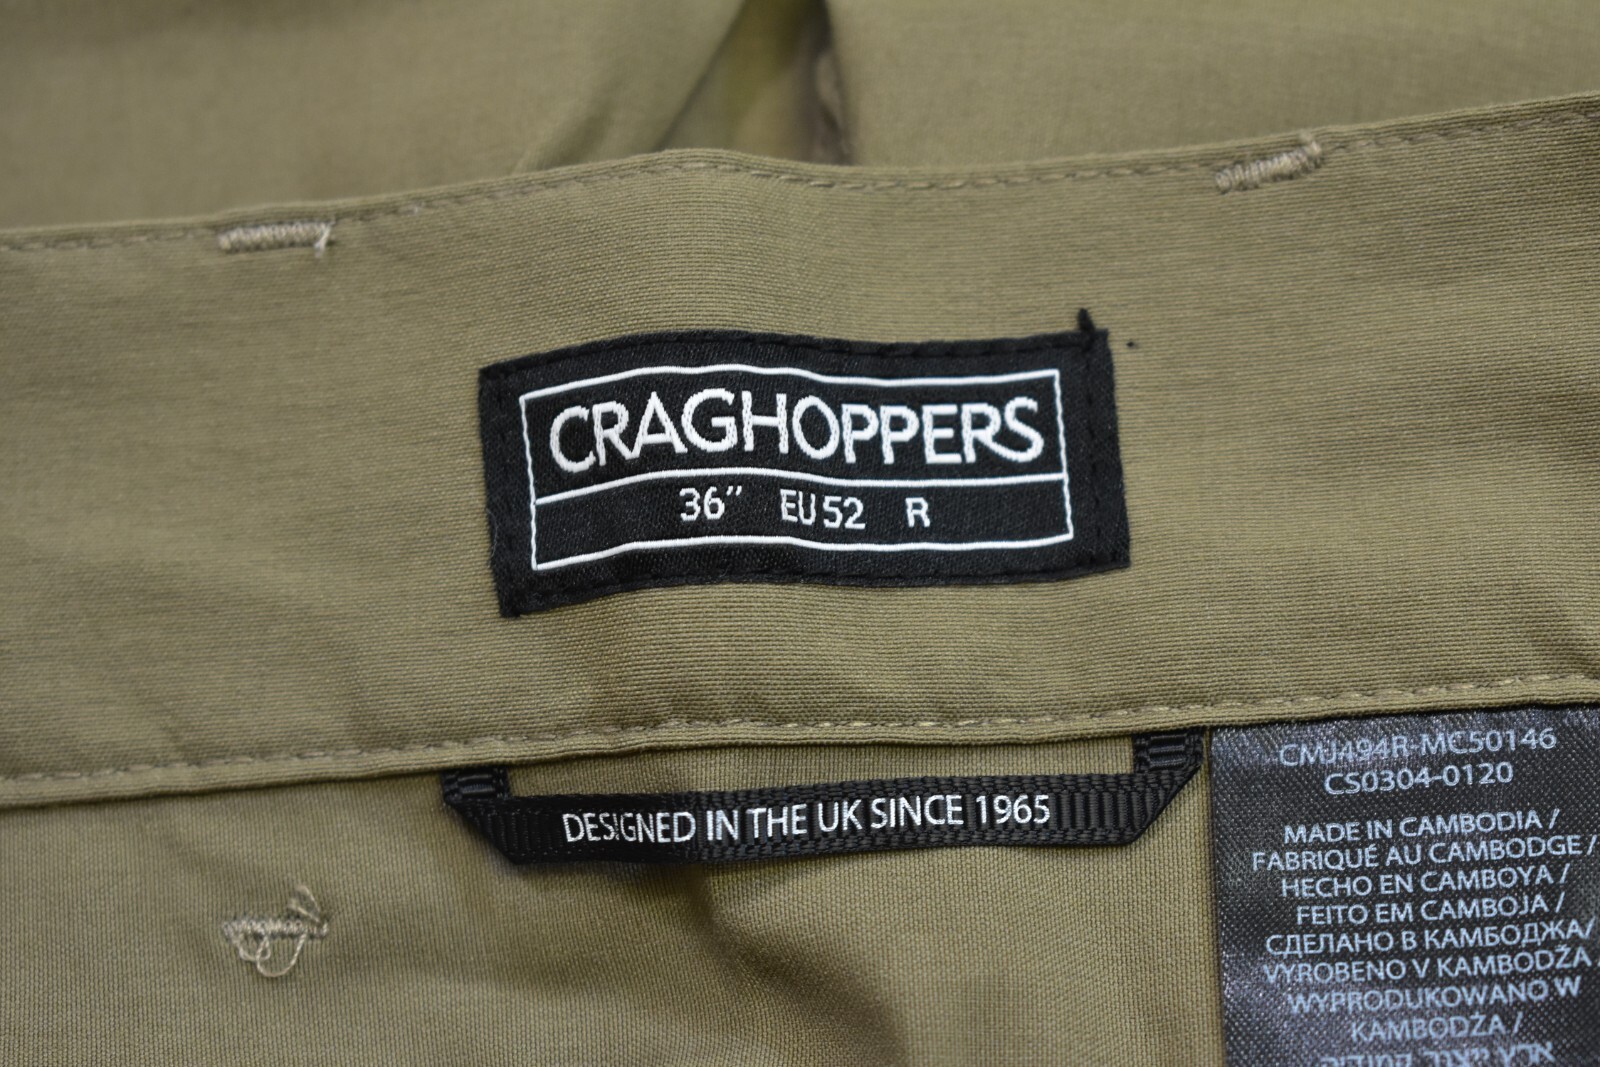 CRAGHOPPERS
36" EU52 R
DESIGNED IN THE UK SINCE 1965
CMJ494R-MC50146
CS0304-0120
MADE IN CAMBODIA /
FABRIQUÉ AU CAMBODGE /
HECHO EN CAMBOYA /
FEITO EM CAMBOJA /
СДЕЛАНО В КАМБОДЖА/
VYROBENO V KAMBODŽA /
WYPRODUKOWANO W
KAMBODŻA /